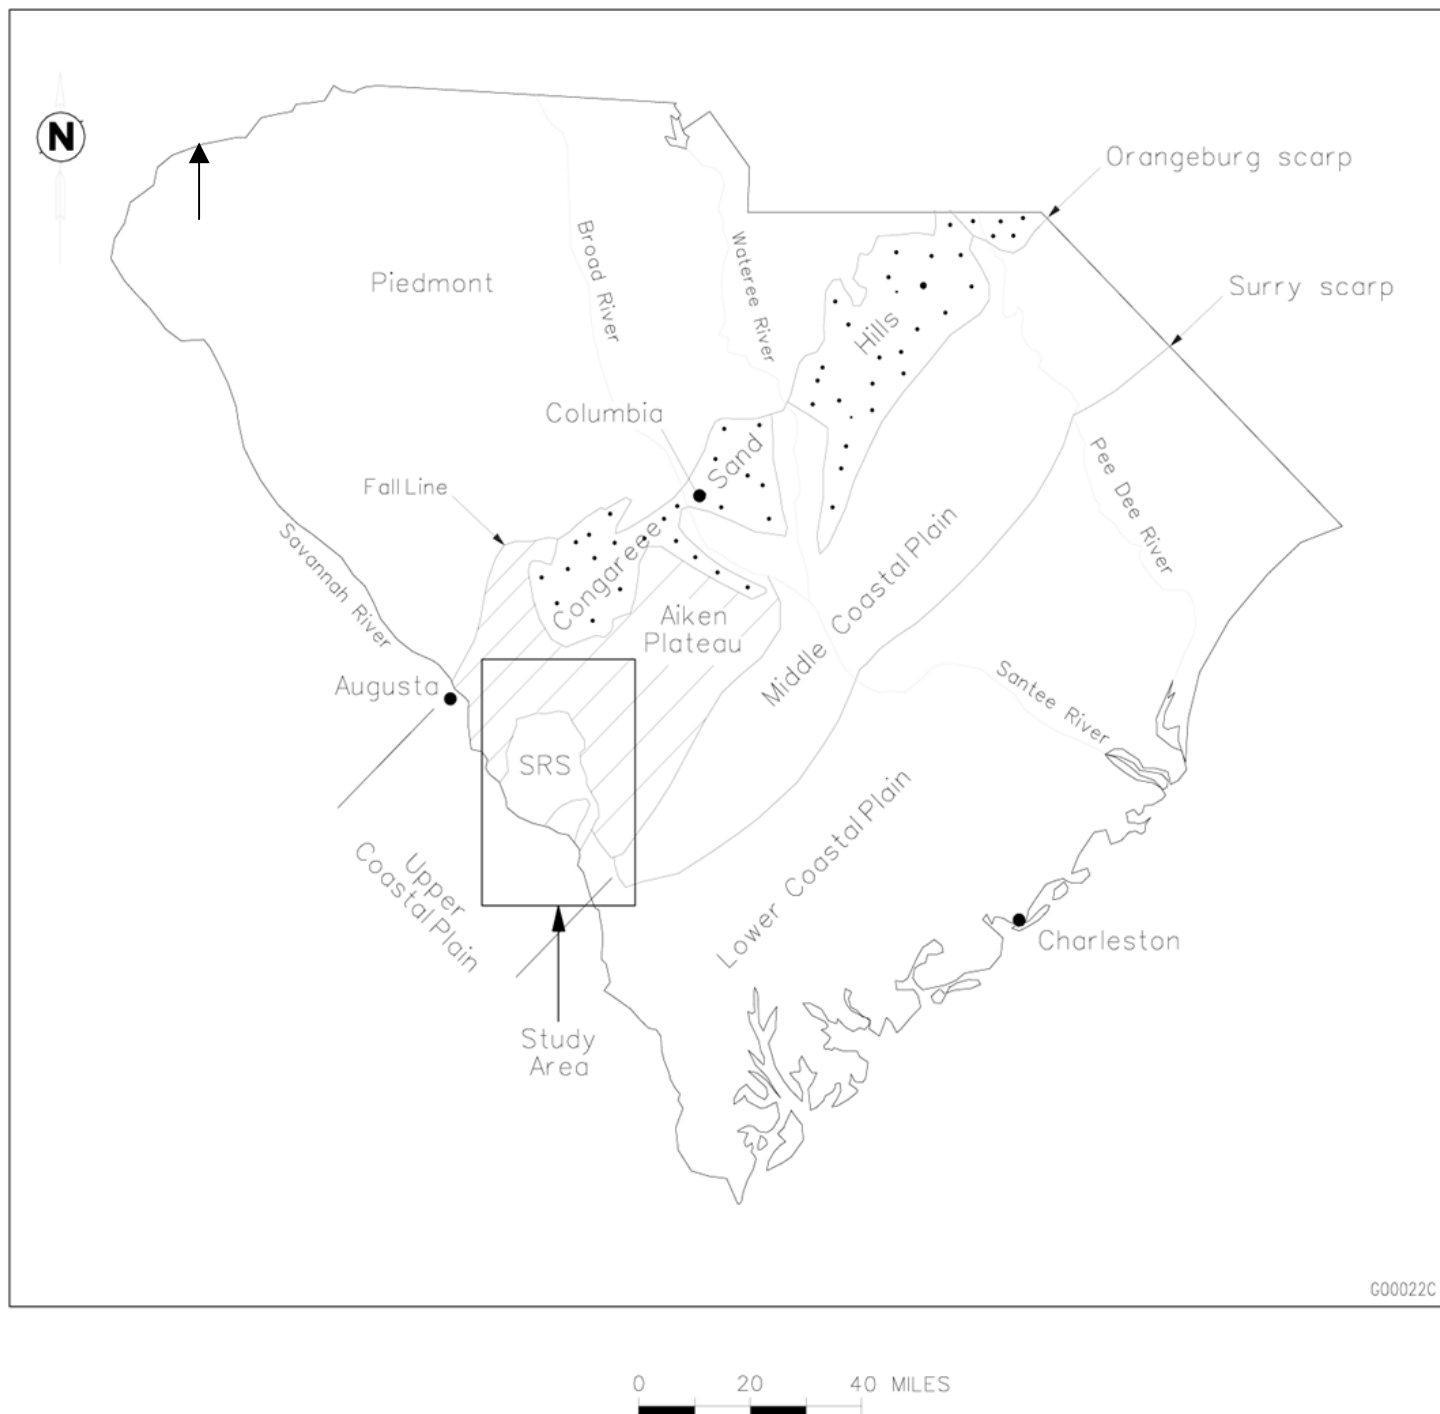 N
Orangeburg scarp
Surry scarp
Piedmont
Broad River
Wateree River
Hills
Columbia
Sand
Fall Line
Congareee
Pee Dee River
Savannah River
Aiken
Plateau
Middle Coastal Plain
Augusta
Santee River
SRS
Upper
Coastal Plain
Lower Coastal Plain
Charleston
Study
Area
G00022C
0 20 40 MILES